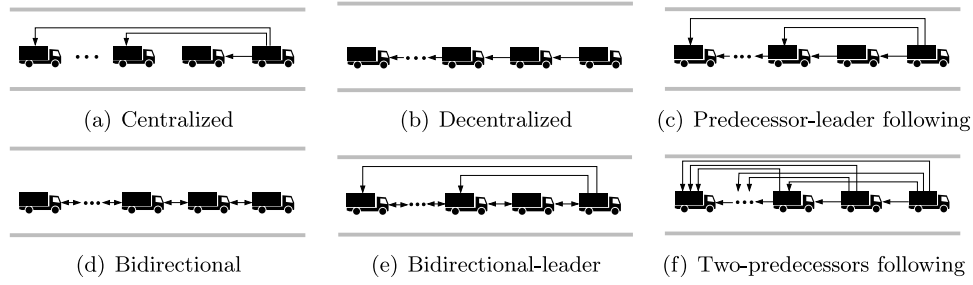 (a) Centralized
(b) Decentralized
(c) Predecessor-leader following
(d) Bidirectional
(e) Bidirectional-leader
(f) Two-predecessors following